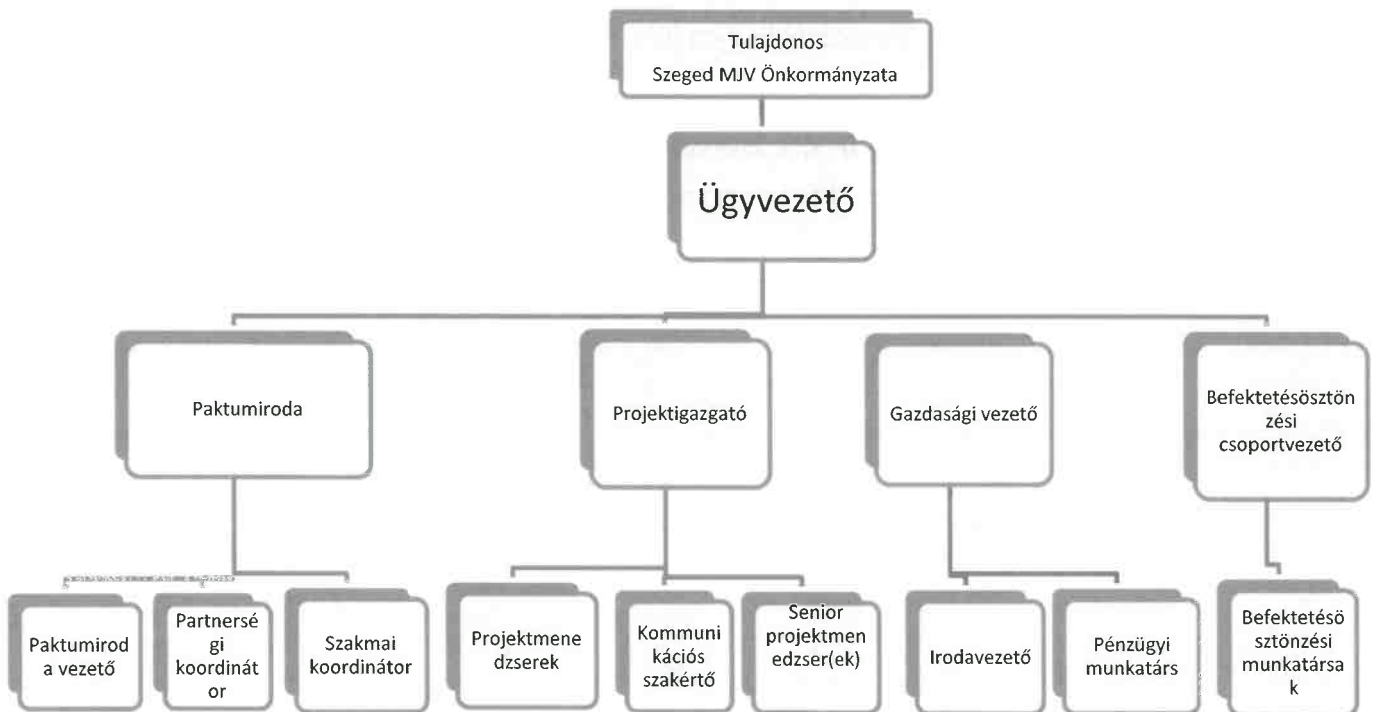 Tulajdonos
Szeged MJV Önkormányzata
Ügyvezető
Paktumiroda
Projektigazgató
Gazdasági vezető
Befektetésösztön
zési
csoportvezető
Paktumirod
a vezető
Partnersé
gi
koordinát
or
Szakmai
koordinátor
Projektmene
dzserek
Kommuni
kációs
szakértő
Senior
projektmen
edzser(ek)
Irodavezető
Pénzügyi
munkatárs
Befektetésö
sztönzési
munkatársa
k